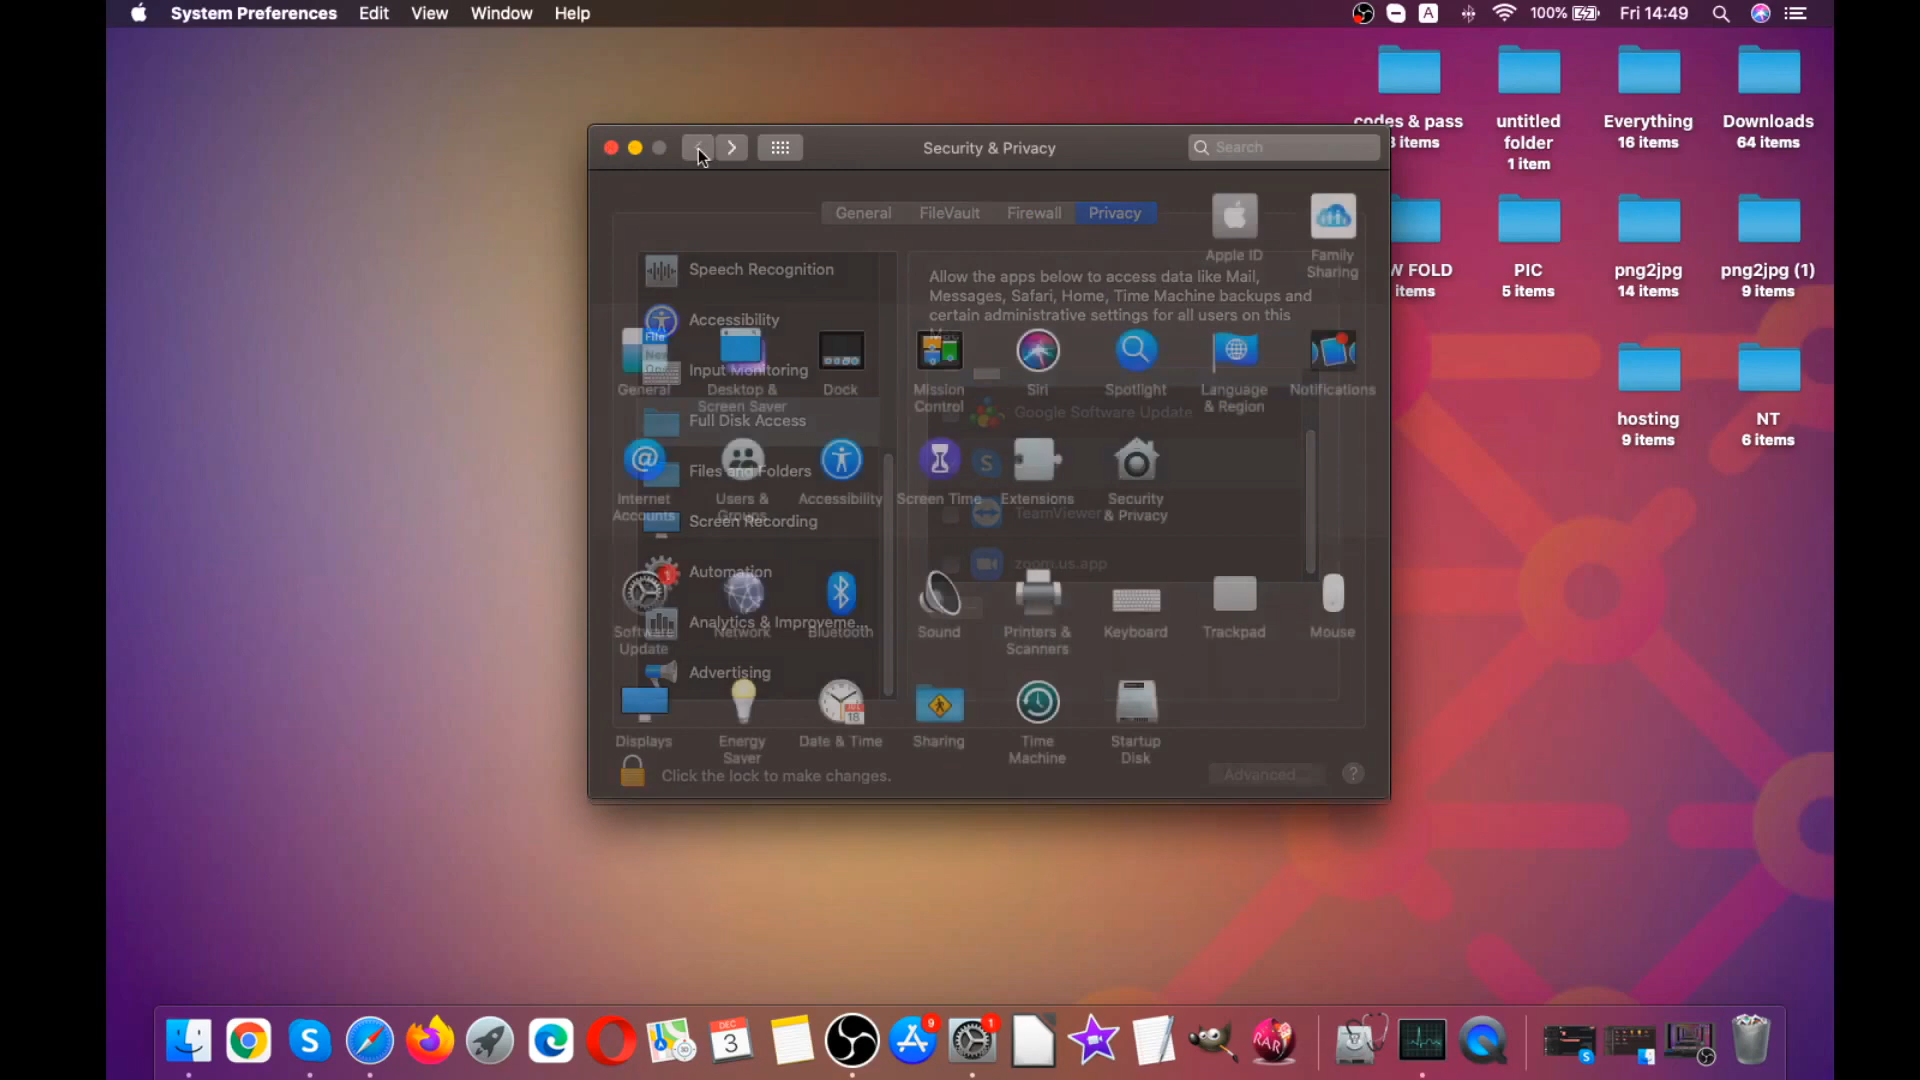 System Preferences Edit View Window Help
A 100% Fri 14:49
Security & Privacy
Search
General FileVault Firewall Privacy
Apple ID
Family
Sharing
Speech Recognition
Accessibility
Input Monitoring
Full Disk Access
Files and Folders
Screen Recording
Automation
Analytics & Improveme...
Advertising
Allow the apps below to access data like Mail,
Messages, Safari, Home, Time Machine backups and
certain administrative settings for all users on this
Google Software Update
TeamViewer
zoom.us.app
General
Desktop &
Screen Saver
Dock
Mission
Control
Siri
Spotlight
Language
& Region
Notifications
Internet
Accounts
Users &
Groups
Accessibility
Screen Time
Extensions
Security
& Privacy
Software
Update
Network
Bluetooth
Sound
Printers &
Scanners
Keyboard
Trackpad
Mouse
Displays
Energy
Saver
Date & Time
Sharing
Time
Machine
Startup
Disk
Click the lock to make changes.
Advanced...
?
codes & pass
items
untitled
folder
1 item
Everything
16 items
Downloads
64 items
W FOLD
items
PIC
5 items
png2jpg
14 items
png2jpg (1)
9 items
hosting
9 items
NT
6 items
DEC
3
9
1
RAR